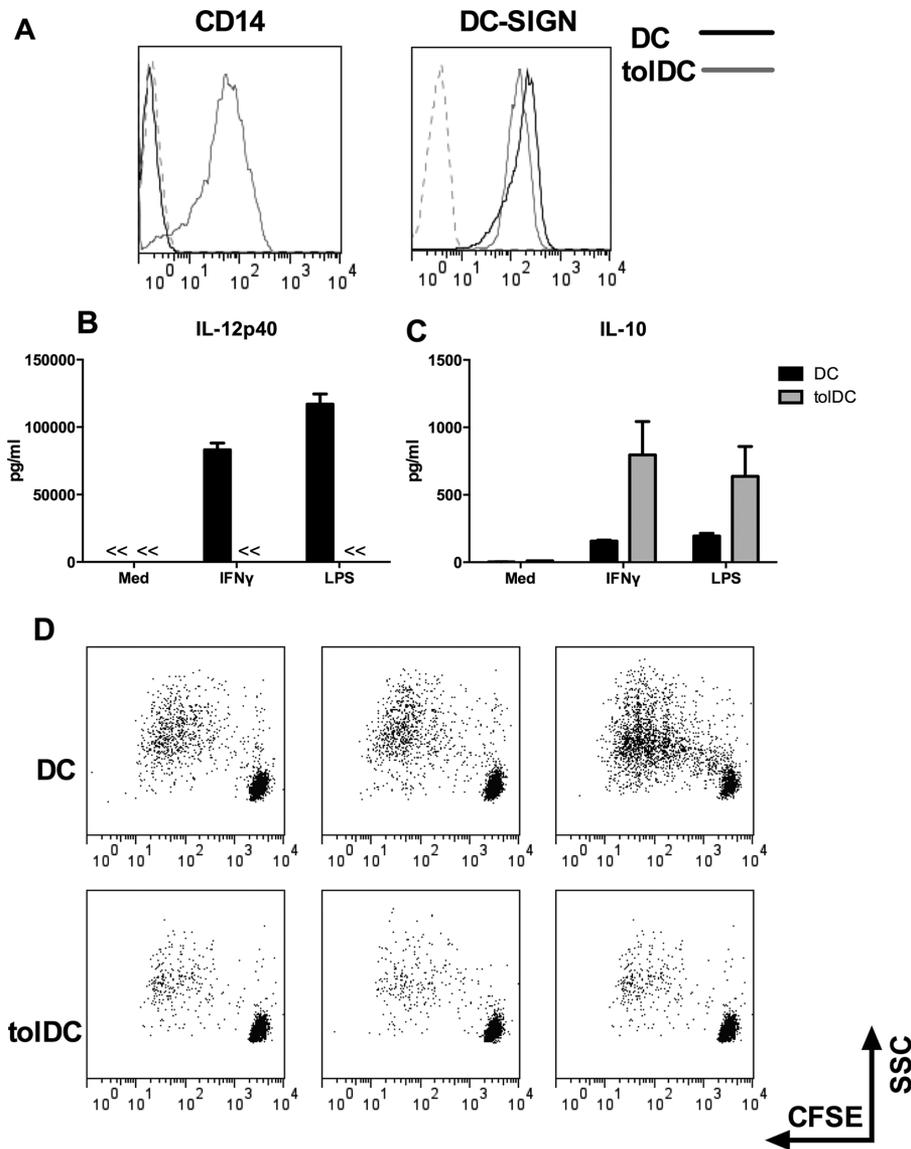 A
CD14
DC-SIGN
DC
tolDC
10^0 10^1 10^2 10^3 10^4
10^0 10^1 10^2 10^3 10^4
B
IL-12p40
150000
100000
50000
0
pg/ml
<< <<
<<
<<
Med IFNγ LPS
C
IL-10
1500
1000
500
0
pg/ml
Med IFNγ LPS
DC
tolDC
D
DC
10^0 10^1 10^2 10^3 10^4
10^0 10^1 10^2 10^3 10^4
10^0 10^1 10^2 10^3 10^4
tolDC
10^0 10^1 10^2 10^3 10^4
10^0 10^1 10^2 10^3 10^4
10^0 10^1 10^2 10^3 10^4
CFSE
SSC